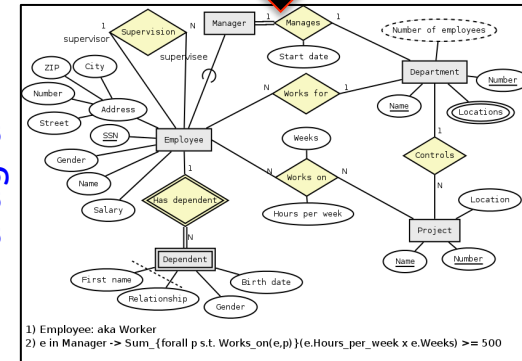 1
Supervision
N
supervisor
supervisee
Manager
1
Manages
1
Start date
Number of employees
Department
Number
Name
Locations
ZIP
City
Number
Address
Street
SSN
Employee
Gender
Name
Salary
N
Works for
1
Weeks
N
Works on
N
Hours per week
1
Controls
N
Location
Project
Name
Number
1
Has dependent
N
Dependent
First name
Relationship
Gender
Birth date
1) Employee: aka Worker
2) e in Manager -> Sum_{forall p s.t. Works_on(e,p)}(e.Hours_per_week x e.Weeks) >= 500